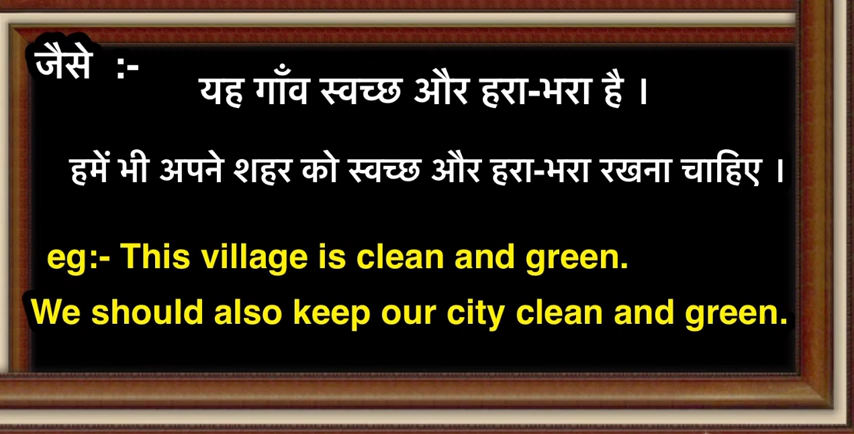 जैसे :-
यह गाँव स्वच्छ और हरा-भरा है ।
हमें भी अपने शहर को स्वच्छ और हरा-भरा रखना चाहिए ।
eg:- This village is clean and green.
We should also keep our city clean and green.